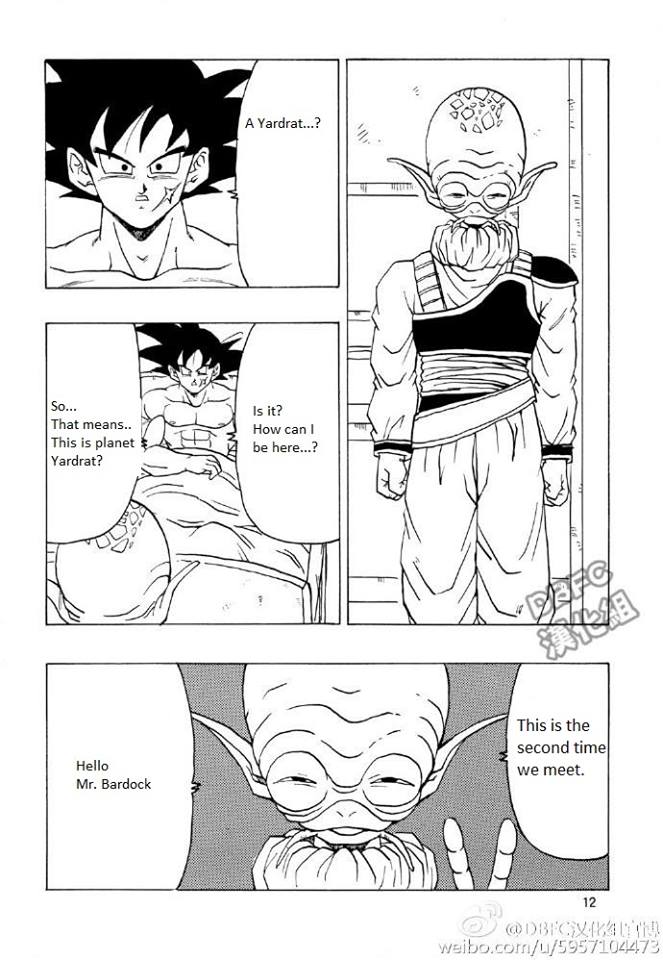 A Yardrat...?
So...
That means..
This is planet
Yardrat?
Is it?
How can I
be here...?
DBFC
漢化組
This is the
second time
we meet.
Hello
Mr. Bardock
12
@DBFC汉化组官博
weibo.com/u/5957104473